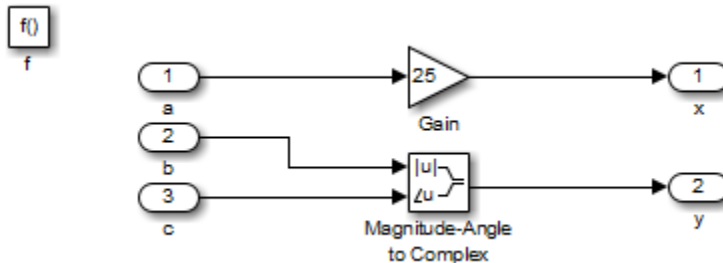 f()
f
1
a
25
Gain
1
x
2
b
3
c
|u|
∠u
Magnitude-Angle
to Complex
2
y